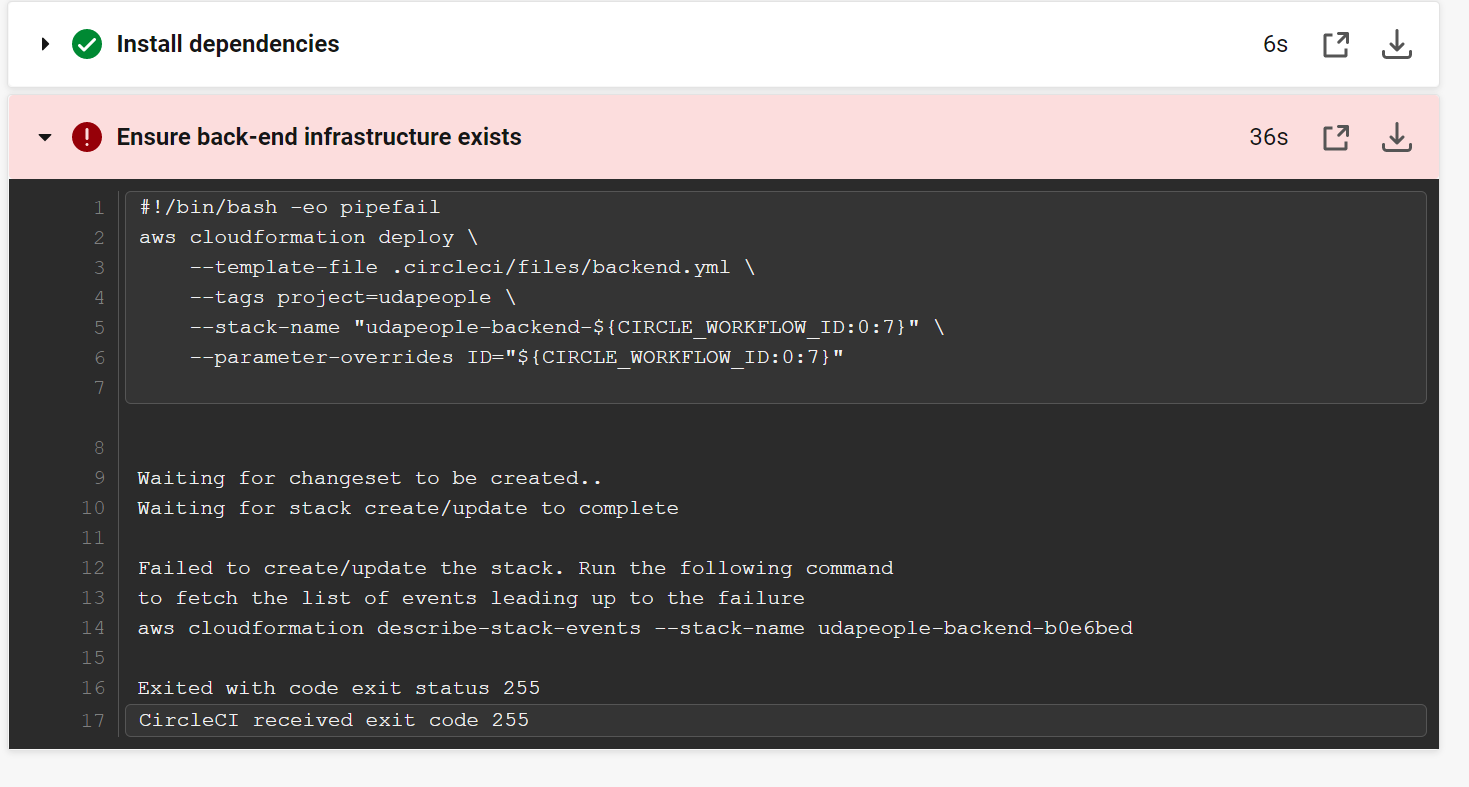 Install dependencies 6s
Ensure back-end infrastructure exists 36s
1 #!/bin/bash -eo pipefail
2 aws cloudformation deploy \
3     --template-file .circleci/files/backend.yml \
4     --tags project=udapeople \
5     --stack-name "udapeople-backend-${CIRCLE_WORKFLOW_ID:0:7}" \
6     --parameter-overrides ID="${CIRCLE_WORKFLOW_ID:0:7}"
7
8
9 Waiting for changeset to be created..
10 Waiting for stack create/update to complete
11
12 Failed to create/update the stack. Run the following command
13 to fetch the list of events leading up to the failure
14 aws cloudformation describe-stack-events --stack-name udapeople-backend-b0e6bed
15
16 Exited with code exit status 255
17 CircleCI received exit code 255